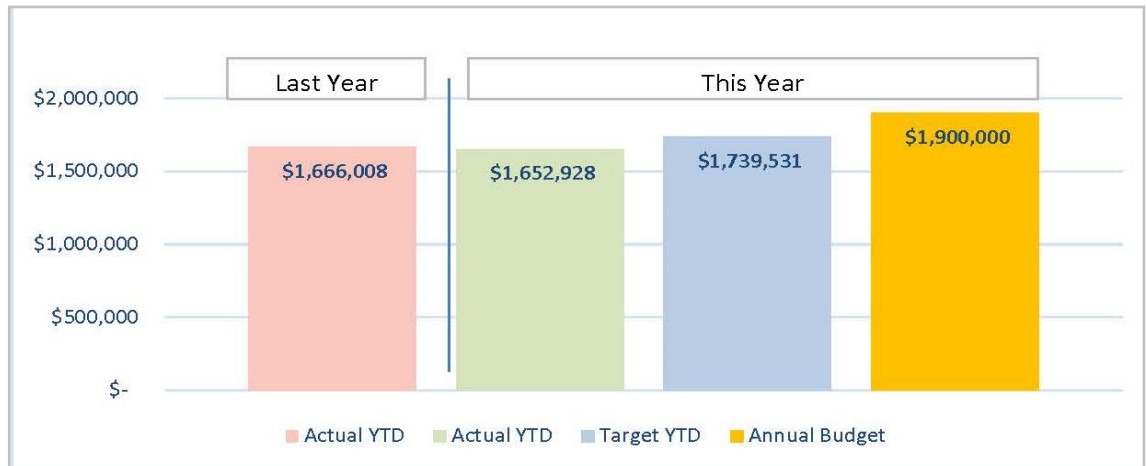 Last Year
This Year
$2,000,000
$1,500,000
$1,000,000
$500,000
$-
$1,666,008
$1,652,928
$1,739,531
$1,900,000
Actual YTD
Actual YTD
Target YTD
Annual Budget